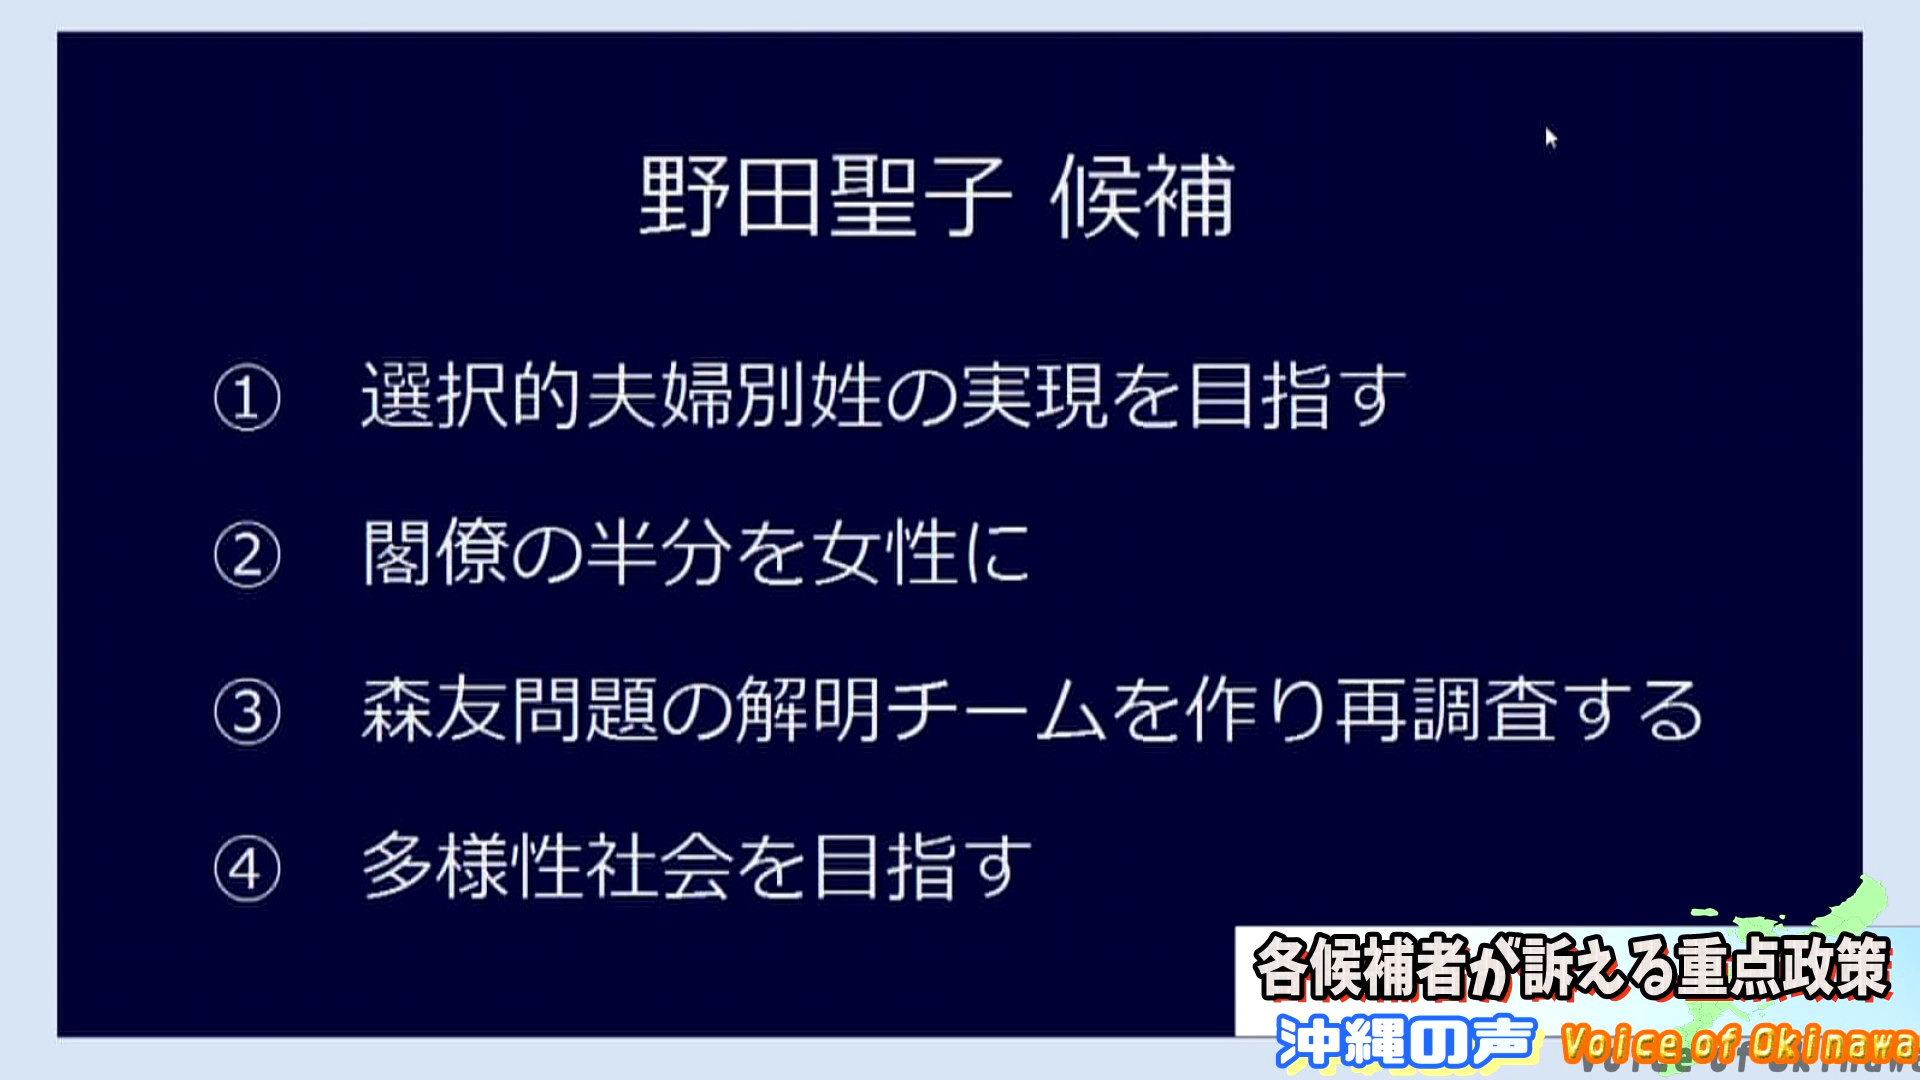 野田聖子 候補
① 選択的夫婦別姓の実現を目指す
② 閣僚の半分を女性に
③ 森友問題の解明チームを作り再調査する
④ 多様性社会を目指す
各候補者が訴える重点政策
沖縄の声 Voice of Okinawa